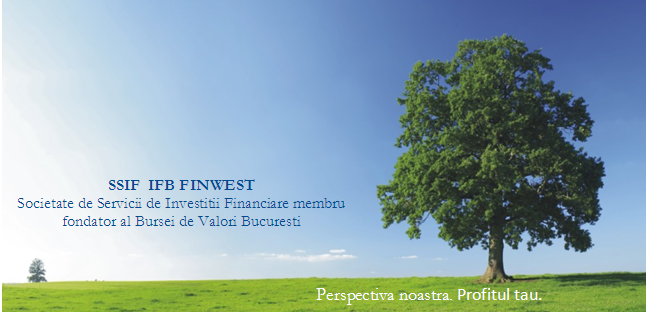 SSIF IFB FINWEST
Societate de Servicii de Investitii Financiare membru
fondator al Bursei de Valori Bucuresti
Perspectiva noastra. Profitul tau.